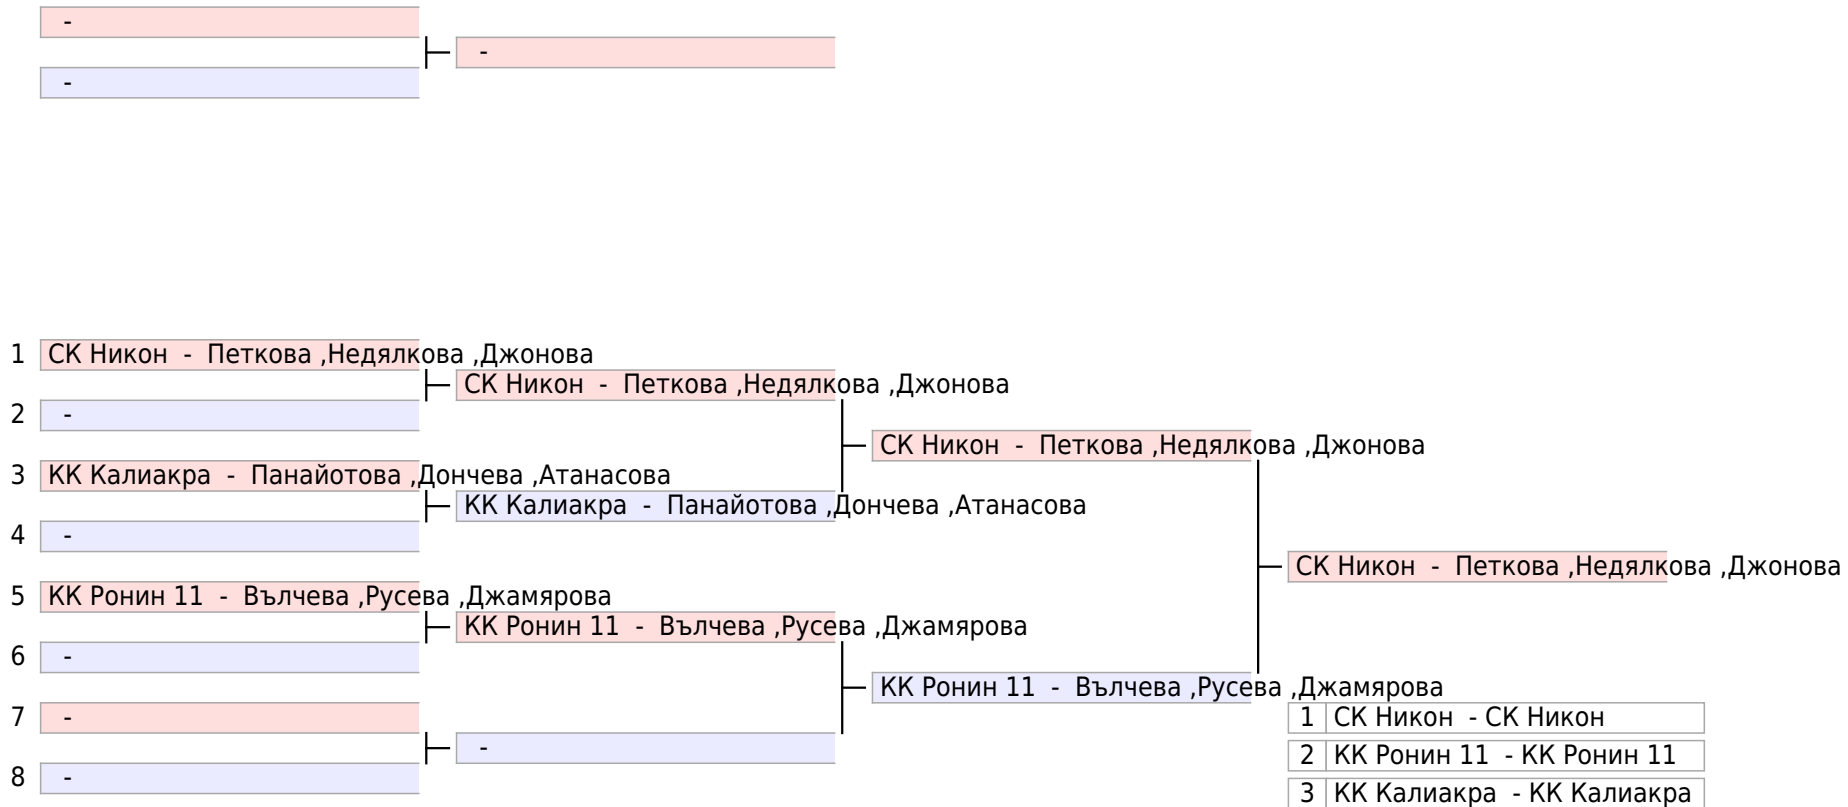 -
-
-
1 СК Никон - Петкова ,Недялкова ,Джонова
СК Никон - Петкова ,Недялкова ,Джонова
2 -
СК Никон - Петкова ,Недялкова ,Джонова
3 КК Калиакра - Панайотова ,Дончева ,Атанасова
КК Калиакра - Панайотова ,Дончева ,Атанасова
4 -
СК Никон - Петкова ,Недялкова ,Джонова
5 КК Ронин 11 - Вълчева ,Русева ,Джамярова
КК Ронин 11 - Вълчева ,Русева ,Джамярова
6 -
КК Ронин 11 - Вълчева ,Русева ,Джамярова
7 -
-
8 -
1 СК Никон - СК Никон
2 КК Ронин 11 - КК Ронин 11
3 КК Калиакра - КК Калиакра